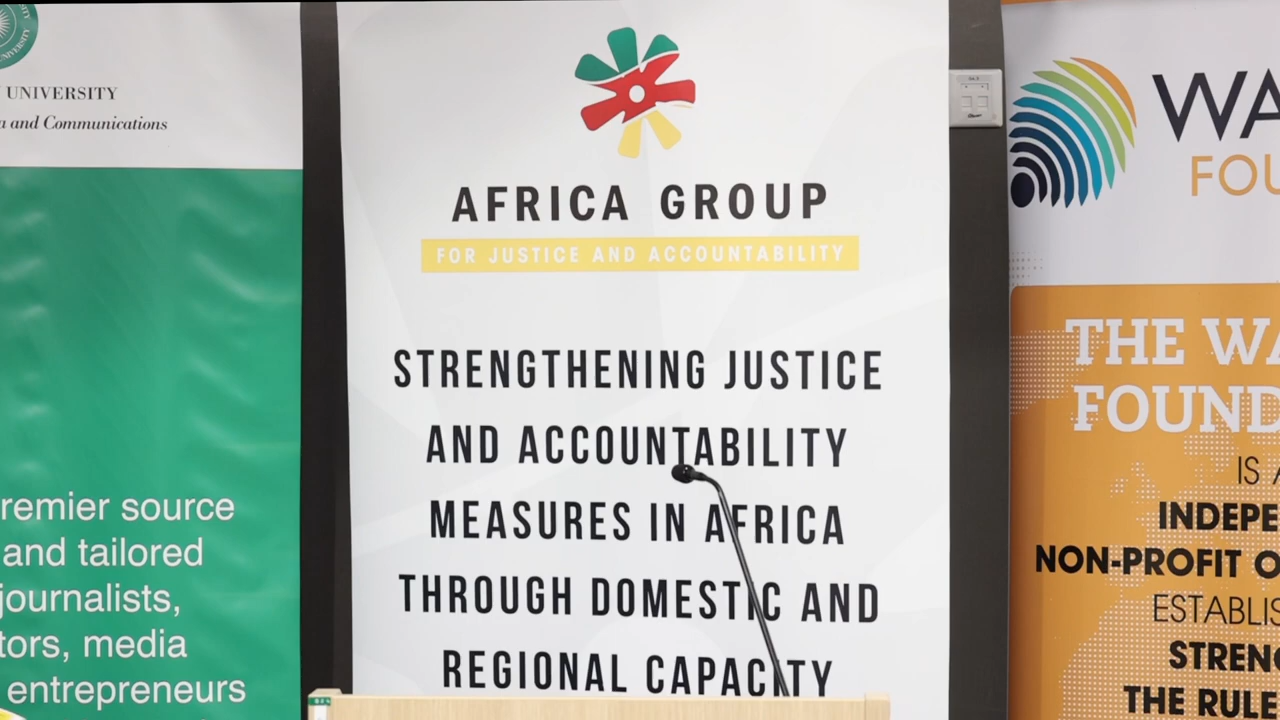 UNIVERSITY
and Communications
remier source
and tailored
journalists,
tors, media
entrepreneurs
AFRICA GROUP
FOR JUSTICE AND ACCOUNTABILITY
STRENGTHENING JUSTICE
AND ACCOUNTABILITY
MEASURES IN AFRICA
THROUGH DOMESTIC AND
REGIONAL CAPACITY
WA
FOU
THE WA
FOUND
IS A
INDEPE
NON-PROFIT O
ESTABLIS
STRENG
THE RULE